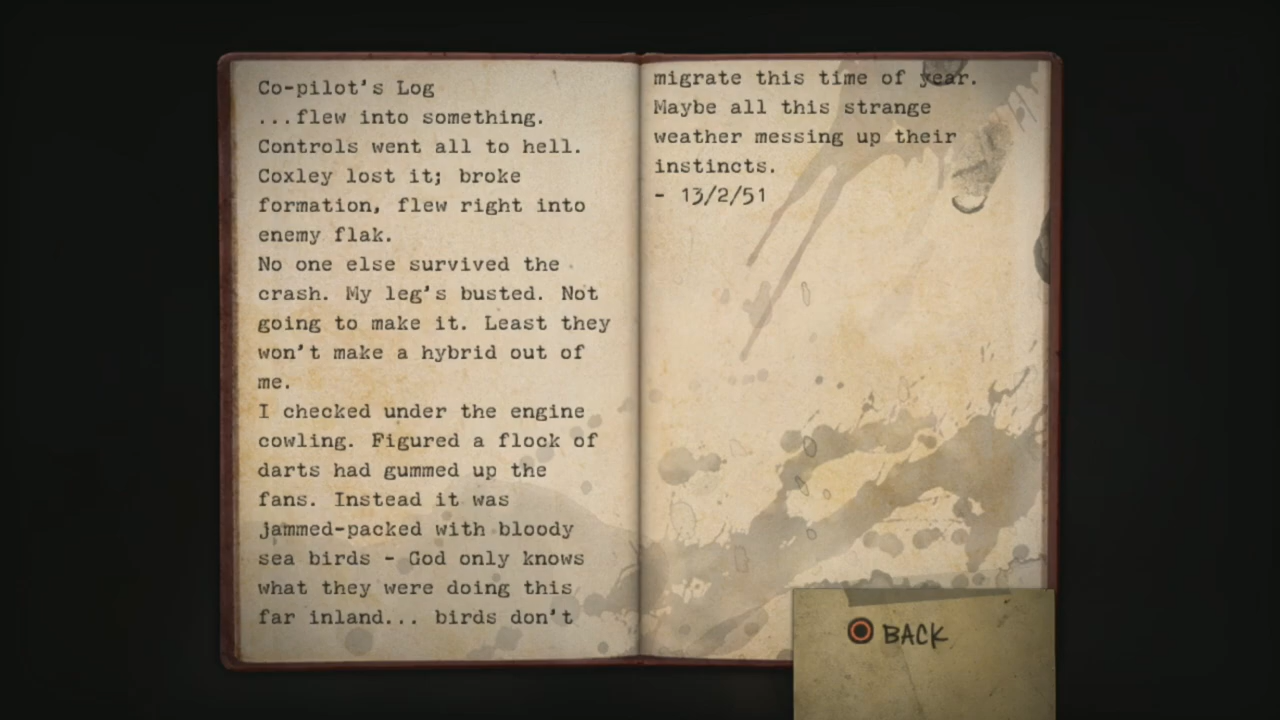 Co-pilot's Log
...flew into something.
Controls went all to hell.
Coxley lost it; broke
formation, flew right into
enemy flak.
No one else survived the
crash. My leg's busted. Not
going to make it. Least they
won't make a hybrid out of
me.
I checked under the engine
cowling. Figured a flock of
darts had gummed up the
fans. Instead it was
jammed-packed with bloody
sea birds - God only knows
what they were doing this
far inland... birds don't
migrate this time of year.
Maybe all this strange
weather messing up their
instincts.
- 13/2/51
BACK